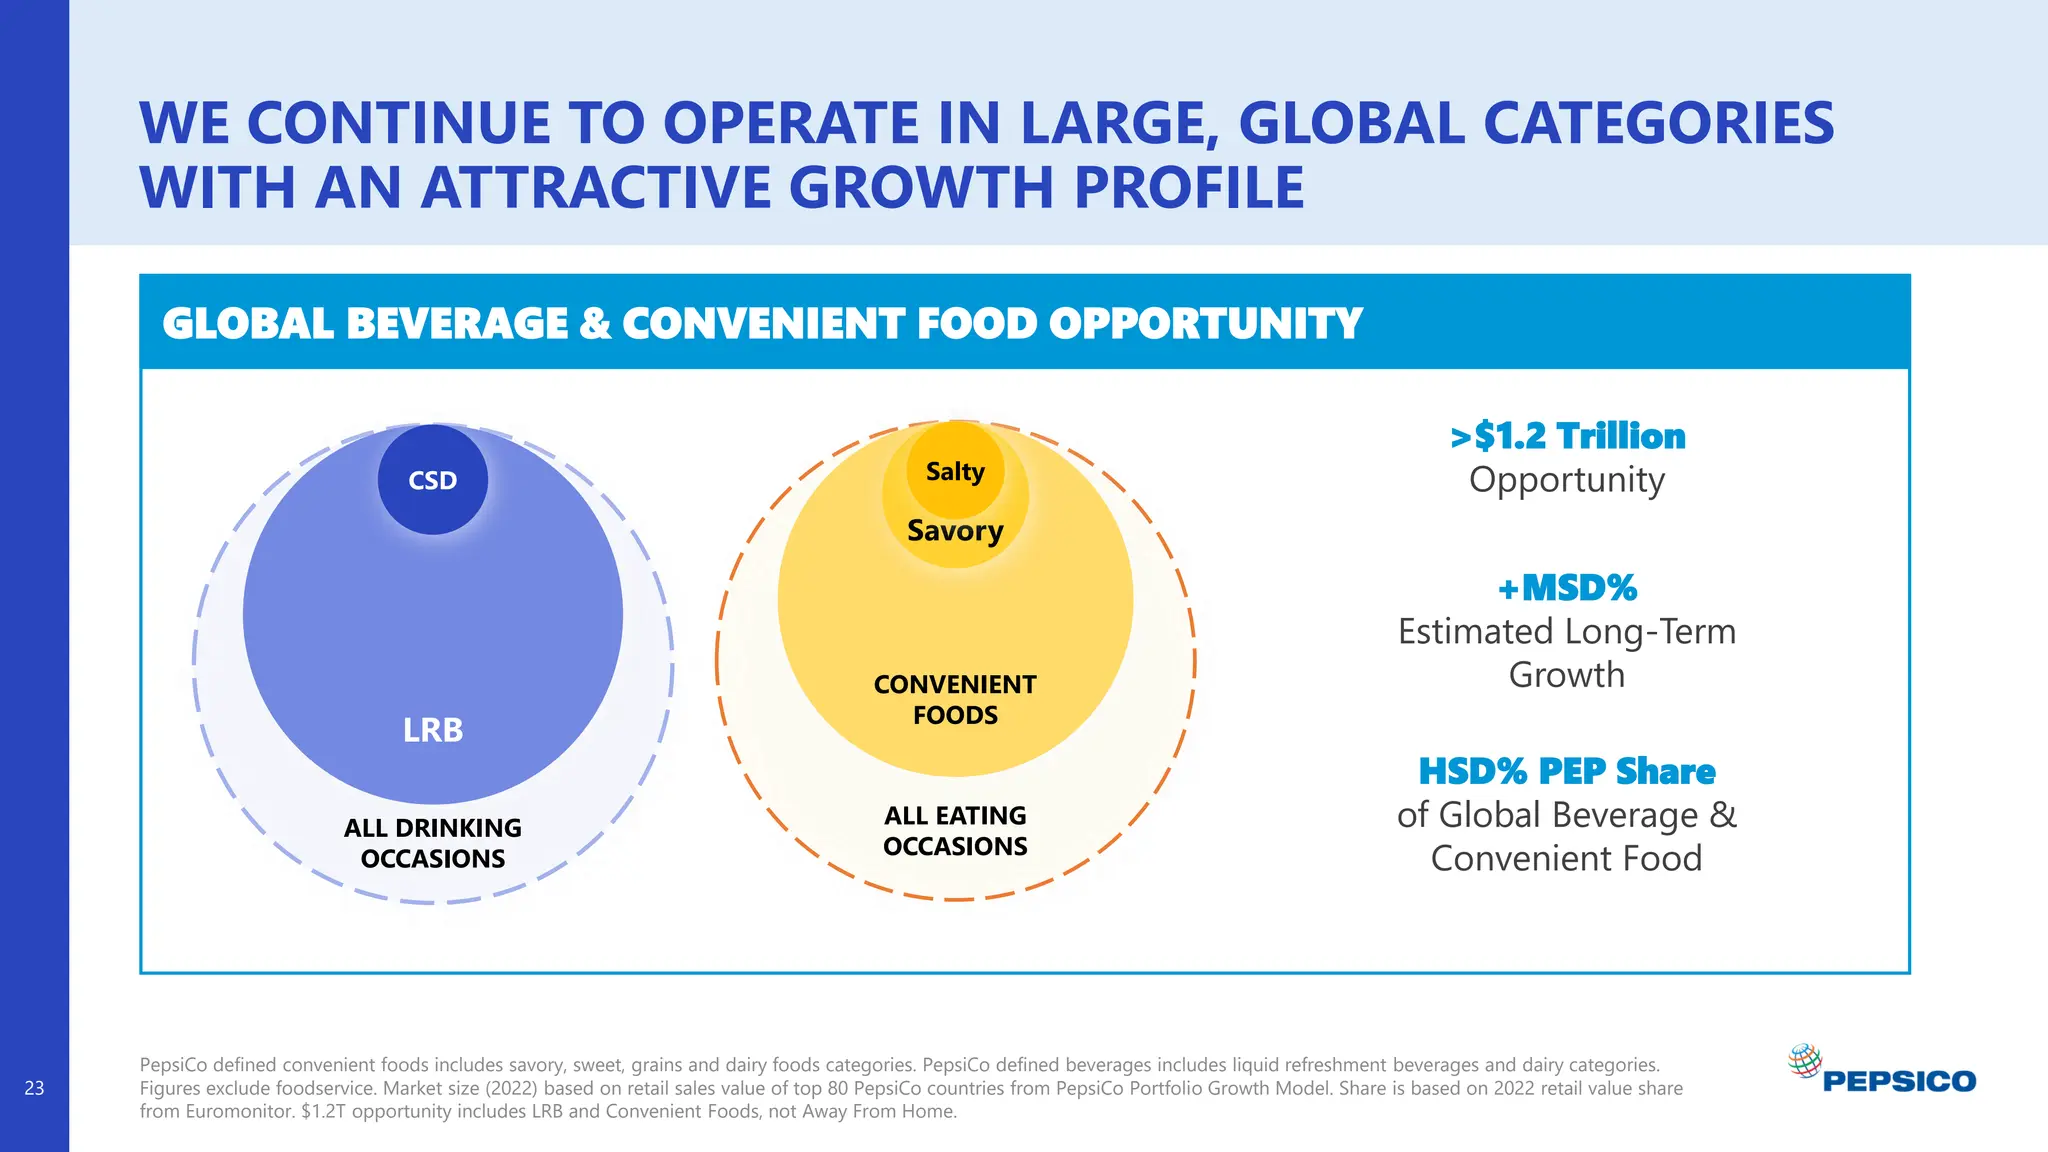 WE CONTINUE TO OPERATE IN LARGE, GLOBAL CATEGORIES
WITH AN ATTRACTIVE GROWTH PROFILE
GLOBAL BEVERAGE & CONVENIENT FOOD OPPORTUNITY
CSD
LRB
ALL DRINKING
OCCASIONS
Salty
Savory
CONVENIENT
FOODS
ALL EATING
OCCASIONS
>$1.2 Trillion
Opportunity
+MSD%
Estimated Long-Term
Growth
HSD% PEP Share
of Global Beverage &
Convenient Food
PepsiCo defined convenient foods includes savory, sweet, grains and dairy foods categories. PepsiCo defined beverages includes liquid refreshment beverages and dairy categories.
Figures exclude foodservice. Market size (2022) based on retail sales value of top 80 PepsiCo countries from PepsiCo Portfolio Growth Model. Share is based on 2022 retail value share
from Euromonitor. $1.2T opportunity includes LRB and Convenient Foods, not Away From Home.
23
PEPSICO